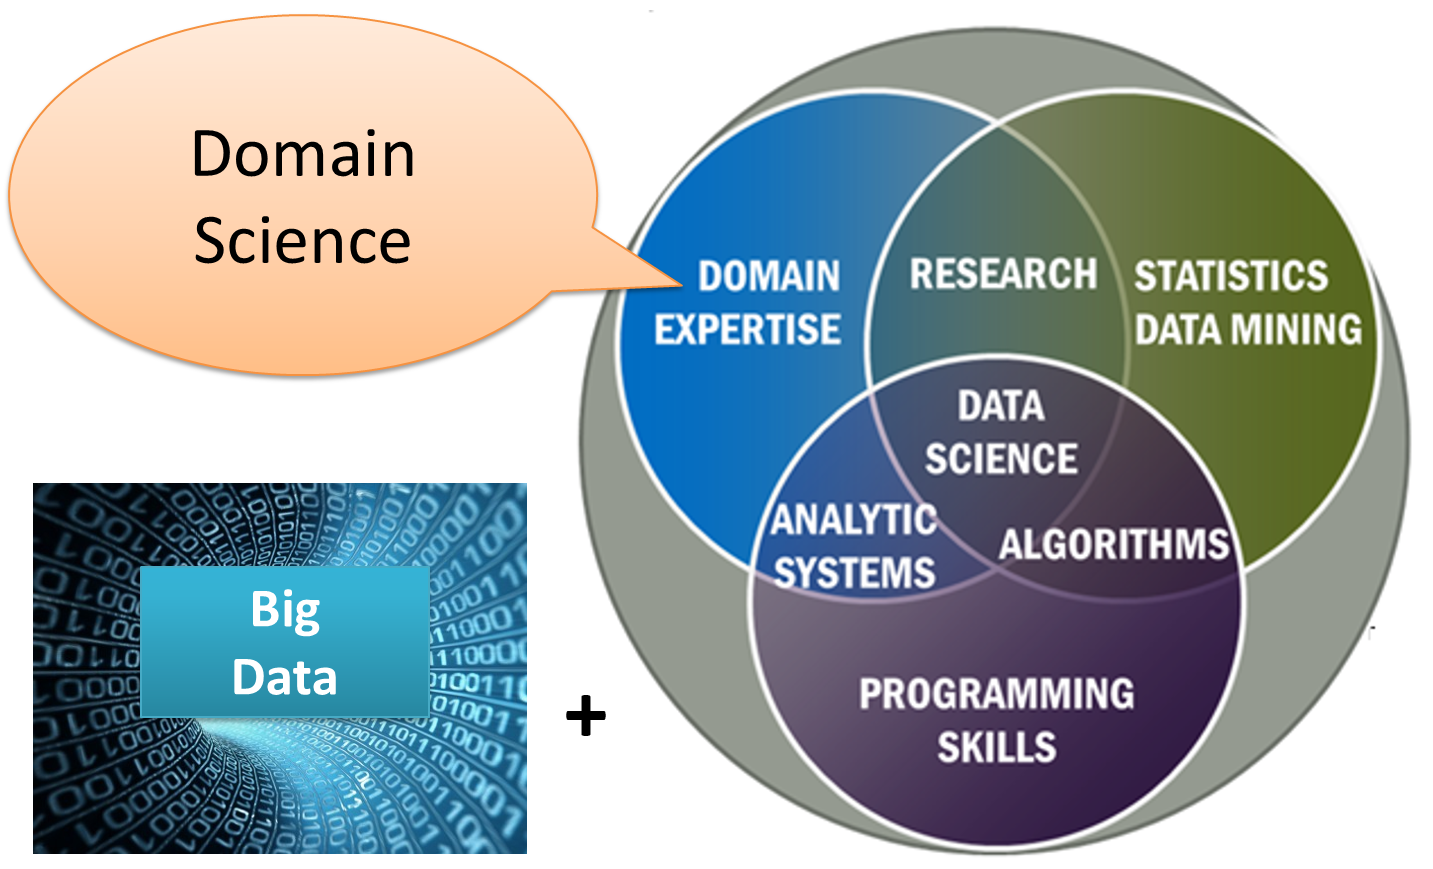 Domain
Science
DOMAIN
EXPERTISE
RESEARCH
STATISTICS
DATA MINING
DATA
SCIENCE
ANALYTIC
SYSTEMS
ALGORITHMS
PROGRAMMING
SKILLS
Big
Data
+